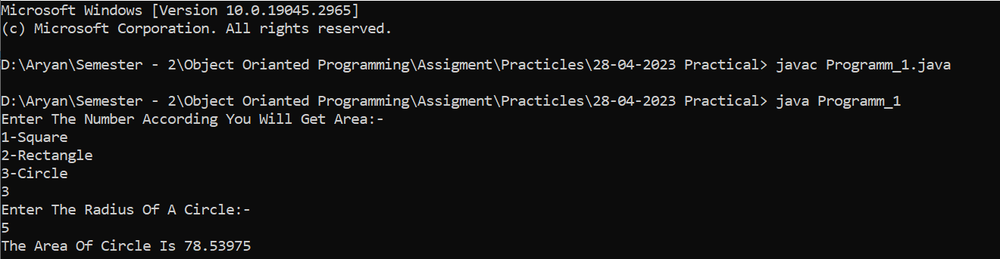 Microsoft Windows [Version 10.0.19045.2965]
(c) Microsoft Corporation. All rights reserved.
D:\Aryan\Semester - 2\Object Orianted Programming\Assigment\Practicles\28-04-2023 Practical> javac Programm_1.java
D:\Aryan\Semester - 2\Object Orianted Programming\Assigment\Practicles\28-04-2023 Practical> java Programm_1
Enter The Number According You Will Get Area:-
1-Square
2-Rectangle
3-Circle
3
Enter The Radius Of A Circle:-
5
The Area Of Circle Is 78.53975